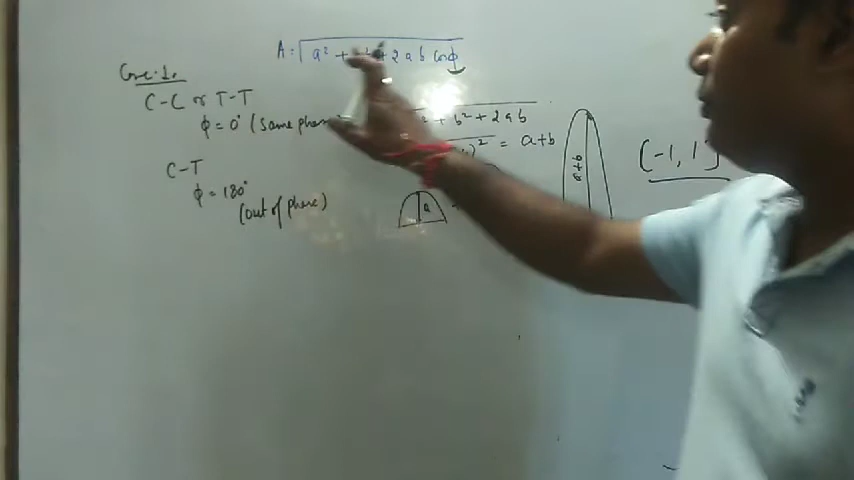 A = √a² + b² + 2ab cosϕ
Case:1.
C-C or T-T
ϕ = 0° (Same phase)
² + b² + 2ab
)² = a+b
a+b
[-1, 1]
C-T
ϕ = 180°
(out of phase)
a